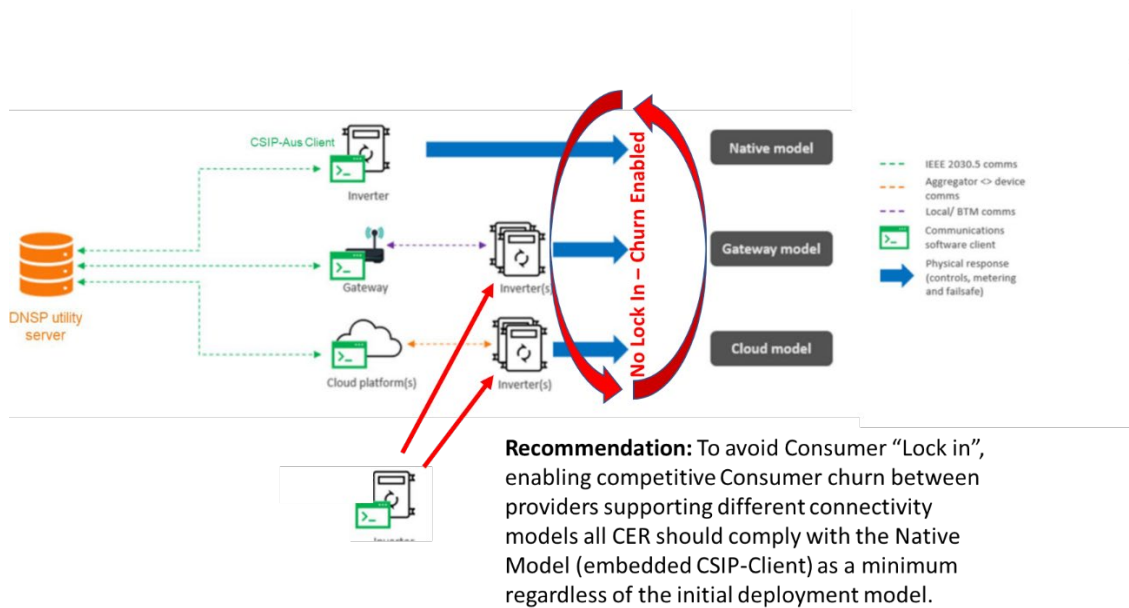 CSIP-Aus Client
Inverter
DNSP utility
server
Gateway
Inverter(s)
Cloud platform(s)
Inverter(s)
No Lock In – Churn Enabled
Native model
Gateway model
Cloud model
IEEE 2030.5 comms
Aggregator <> device
comms
Local/ BTM comms
Communications
software client
Physical response
(controls, metering
and failsafe)
Recommendation: To avoid Consumer “Lock in”,
enabling competitive Consumer churn between
providers supporting different connectivity
models all CER should comply with the Native
Model (embedded CSIP-Client) as a minimum
regardless of the initial deployment model.